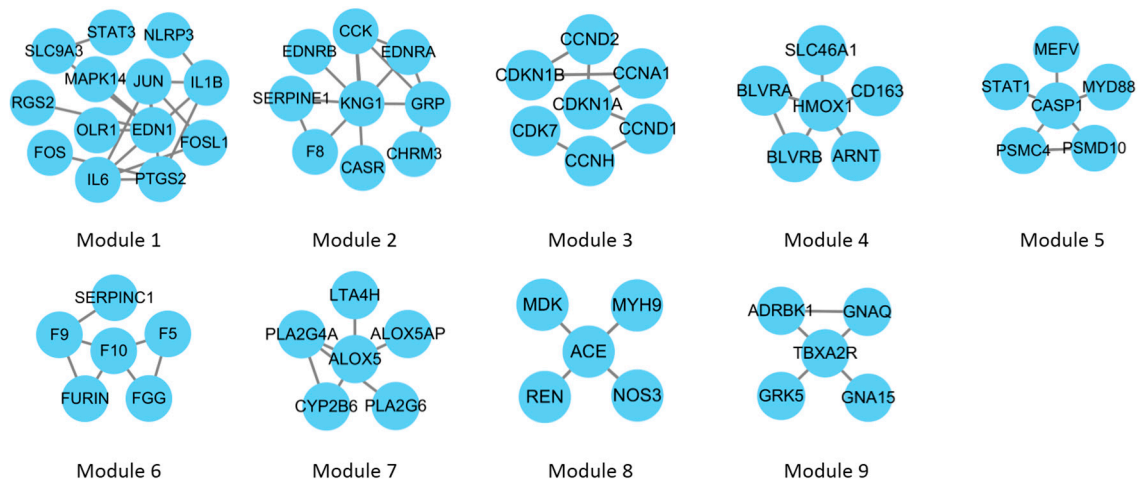 STAT3
NLRP3
SLC9A3
MAPK14
JUN
IL1B
RGS2
OLR1
EDN1
FOSL1
FOS
IL6
PTGS2
Module 1
CCK
EDNRB
EDNRA
SERPINE1
KNG1
GRP
F8
CASR
CHRM3
Module 2
CCND2
CDKN1B
CCNA1
CDKN1A
CDK7
CCND1
CCNH
Module 3
SLC46A1
BLVRA
HMOX1
CD163
BLVRB
ARNT
Module 4
MEFV
STAT1
MYD88
CASP1
PSMC4
PSMD10
Module 5
SERPINC1
F9
F5
F10
FURIN
FGG
Module 6
LTA4H
PLA2G4A
ALOX5AP
ALOX5
CYP2B6
PLA2G6
Module 7
MDK
MYH9
ACE
REN
NOS3
Module 8
ADRBK1
GNAQ
TBXA2R
GRK5
GNA15
Module 9